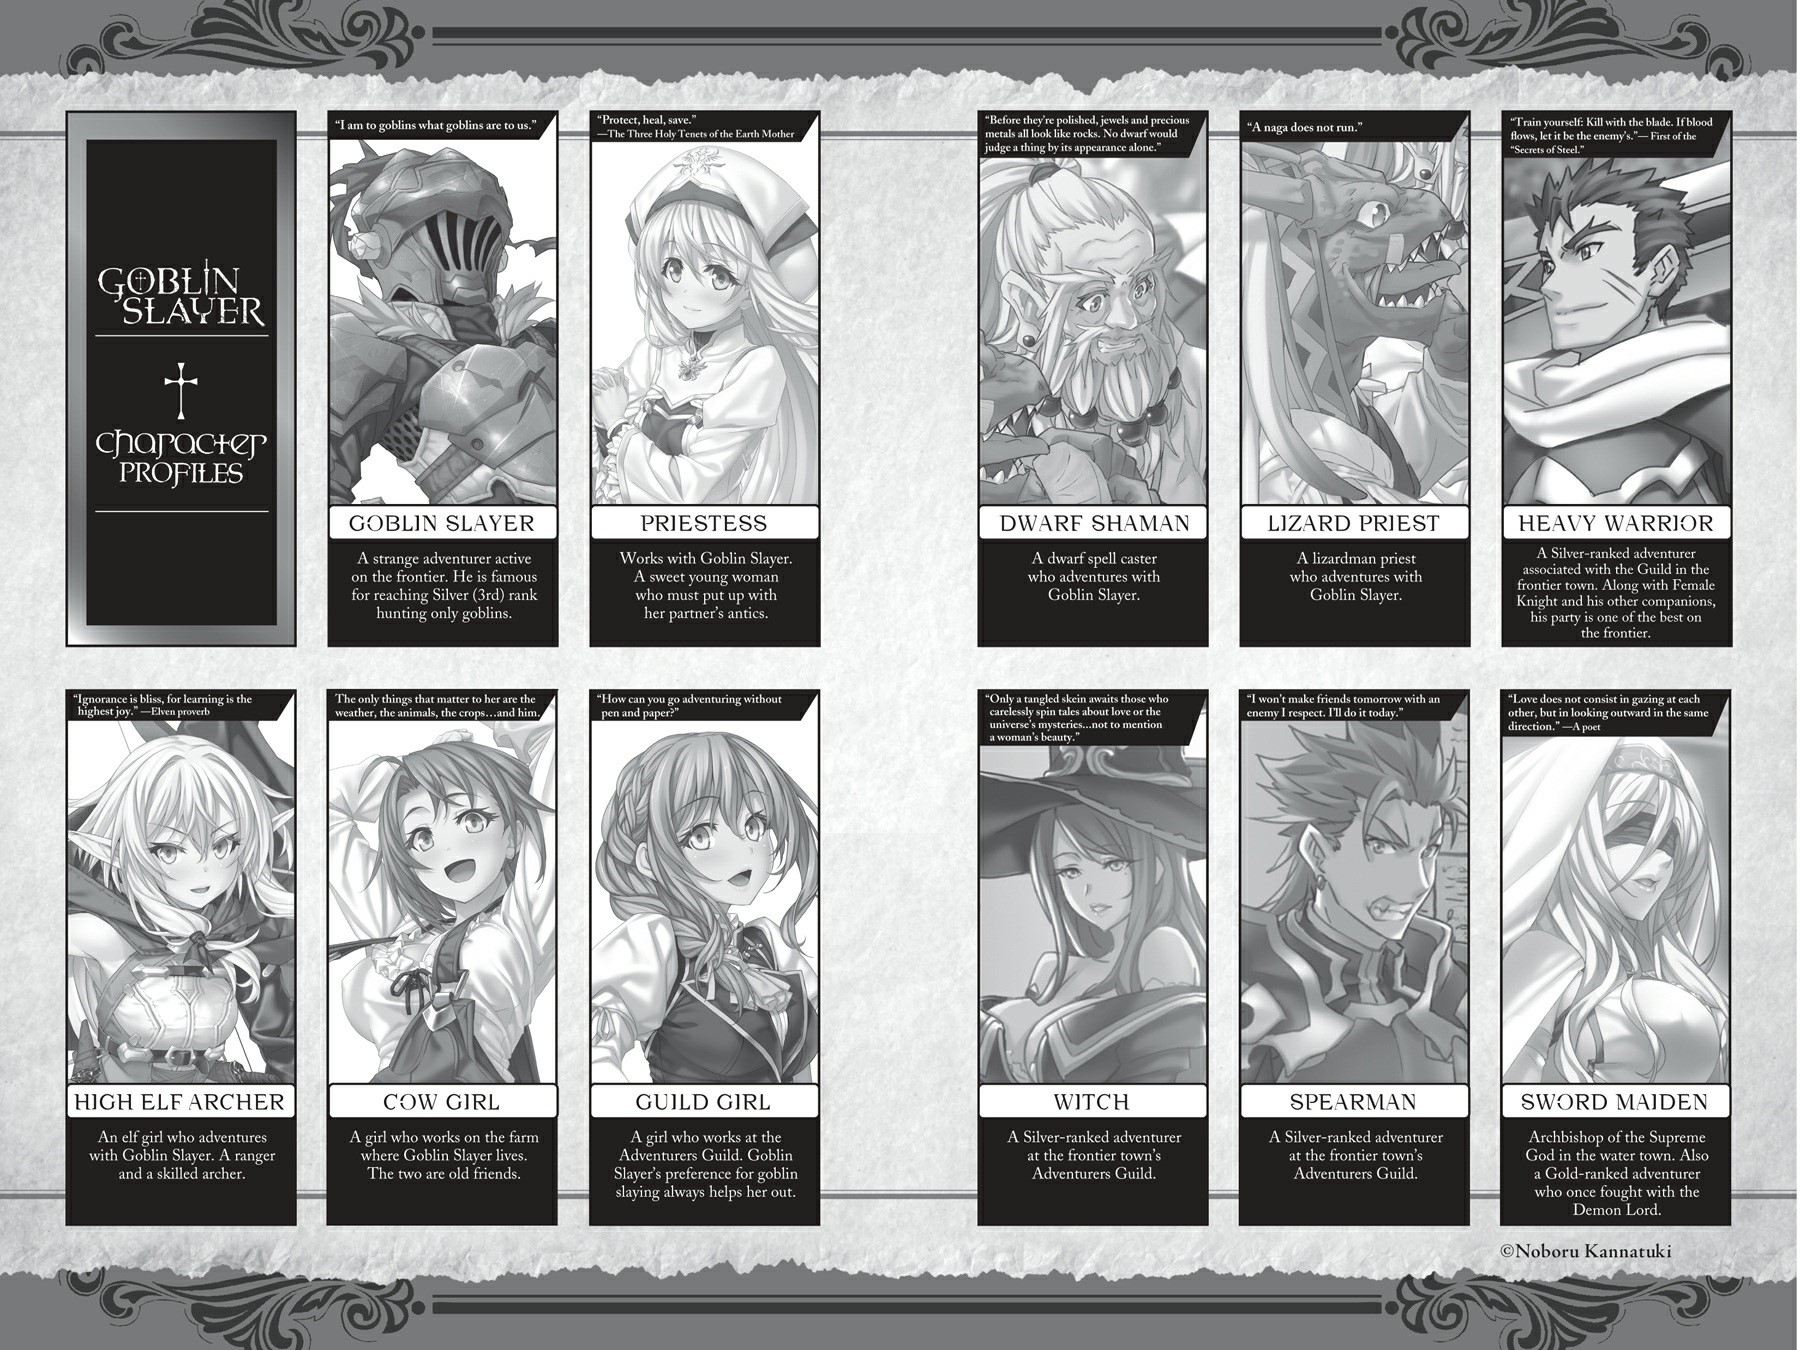 GOBLIN
SLAYER
character
PROFILES
“I am to goblins what goblins are to us.”
GOBLIN SLAYER
A strange adventurer active
on the frontier. He is famous
for reaching Silver (3rd) rank
hunting only goblins.
“Protect, heal, save.”
—The Three Holy Tenets of the Earth Mother
PRIESTESS
Works with Goblin Slayer.
A sweet young woman
who must put up with
her partner’s antics.
“Before they’re polished, jewels and precious
metals all look like rocks. No dwarf would
judge a thing by its appearance alone.”
DWARF SHAMAN
A dwarf spell caster
who adventures with
Goblin Slayer.
“A naga does not run.”
LIZARD PRIEST
A lizardman priest
who adventures with
Goblin Slayer.
“Train yourself: Kill with the blade. If blood
flows, let it be the enemy’s.”— First of the
“Secrets of Steel.”
HEAVY WARRIOR
A Silver-ranked adventurer
associated with the Guild in the
frontier town. Along with Female
Knight and his other companions,
his party is one of the best on
the frontier.
“Ignorance is bliss, for learning is the
highest joy.” —Elven proverb
HIGH ELF ARCHER
An elf girl who adventures
with Goblin Slayer. A ranger
and a skilled archer.
The only things that matter to her are the
weather, the animals, the crops…and him.
COW GIRL
A girl who works on the farm
where Goblin Slayer lives.
The two are old friends.
“How can you go adventuring without
pen and paper?”
GUILD GIRL
A girl who works at the
Adventurers Guild. Goblin
Slayer’s preference for goblin
slaying always helps her out.
“Only a tangled skein awaits those who
carelessly spin tales about love or the
universe’s mysteries...not to mention
a woman’s beauty.”
WITCH
A Silver-ranked adventurer
at the frontier town’s
Adventurers Guild.
“I won’t make friends tomorrow with an
enemy I respect. I’ll do it today.”
SPEARMAN
A Silver-ranked adventurer
at the frontier town’s
Adventurers Guild.
“Love does not consist in gazing at each
other, but in looking outward in the same
direction.” —A poet
SWORD MAIDEN
Archbishop of the Supreme
God in the water town. Also
a Gold-ranked adventurer
who once fought with the
Demon Lord.
©Noboru Kannatuki